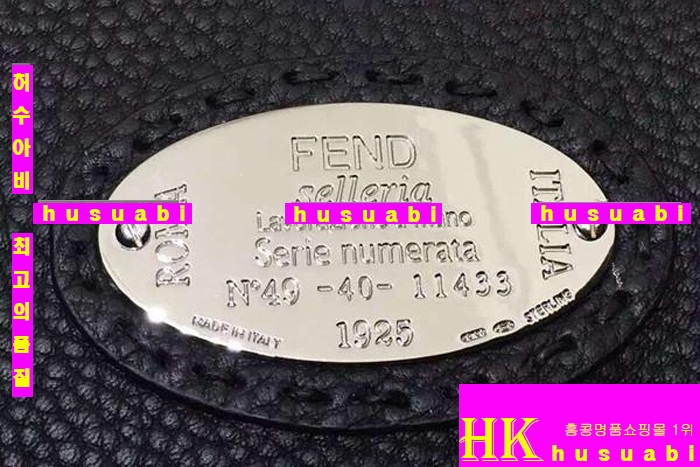 허수아비
최고의품질
FEND
selleria
husuabi
husuabi
husuabi
Serie numerata
Nº49 -40- 11433
1925
ROMA
ITALIA
MADE IN ITALY
STERLING
HK
홍콩명품쇼핑몰 1위
husuabi